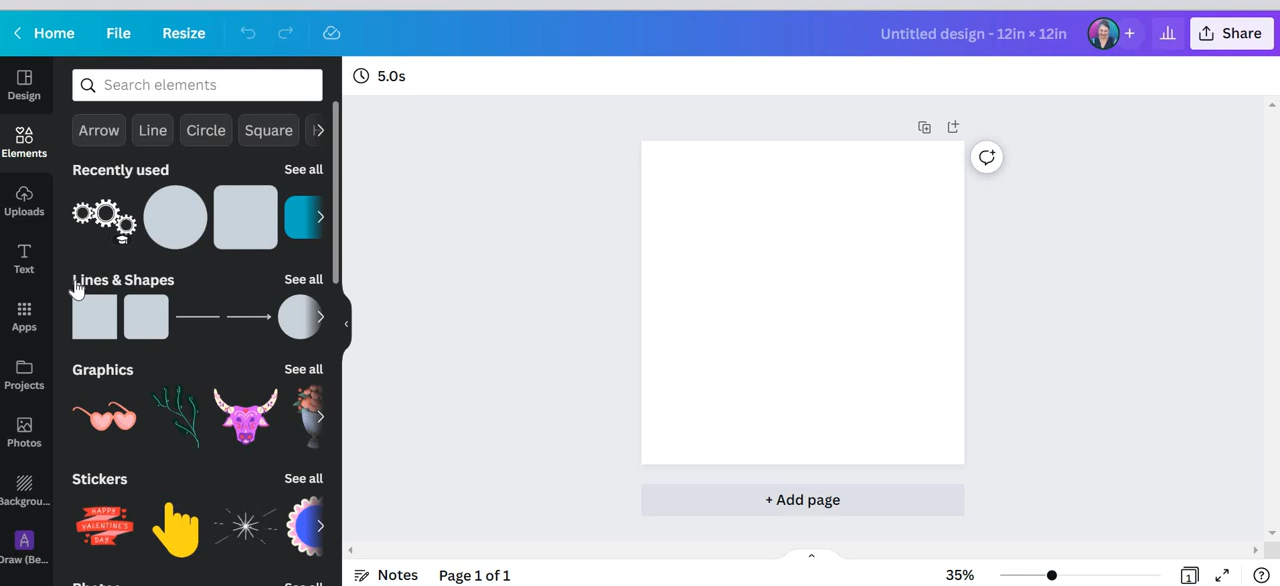 Home File Resize Untitled design - 12in × 12in + Share
Design
Elements
Uploads
Text
Apps
Projects
Photos
Backgrou...
Draw (Be...
Search elements
Arrow Line Circle Square
Recently used See all
Lines & Shapes See all
Graphics See all
Stickers See all
HAPPY
VALENTINE'S
DAY
5.0s
+ Add page
Notes Page 1 of 1 35% 1